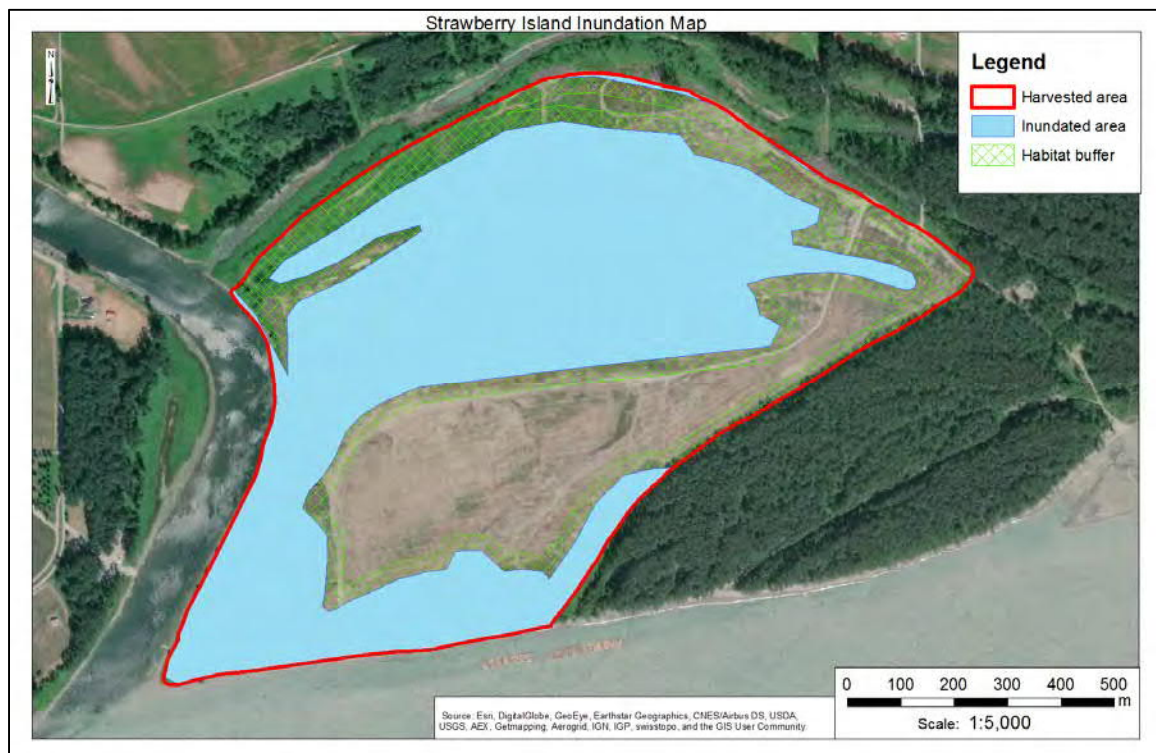 Strawberry Island Inundation Map
N
Legend
Harvested area
Inundated area
Habitat buffer
0 100 200 300 400 500
m
Scale: 1:5,000
Source: Esri, DigitalGlobe, GeoEye, Earthstar Geographics, CNES/Airbus DS, USDA,
USGS, AEX, Getmapping, Aerogrid, IGN, IGP, swisstopo, and the GIS User Community